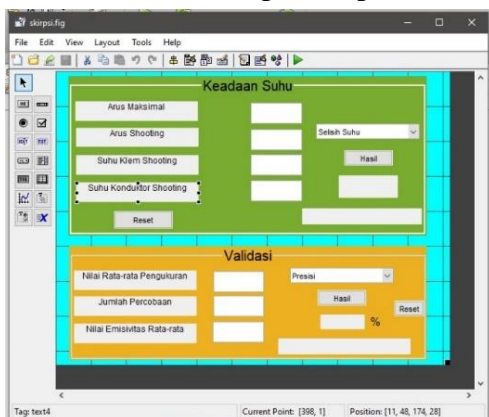 skirpsi.fig
File Edit View Layout Tools Help
Keadaan Suhu
Arus Maksimal
Arus Shooting
Selisih Suhu
Suhu Klem Shooting
Hasil
Suhu Konduktor Shooting
Reset
Validasi
Nilai Rata-rata Pengukuran
Presisi
Jumlah Percobaan
Hasil
Reset
%
Nilai Emisivitas Rata-rata
Tag: text4 Current Point: [398, 1] Position: [11, 48, 174, 28]